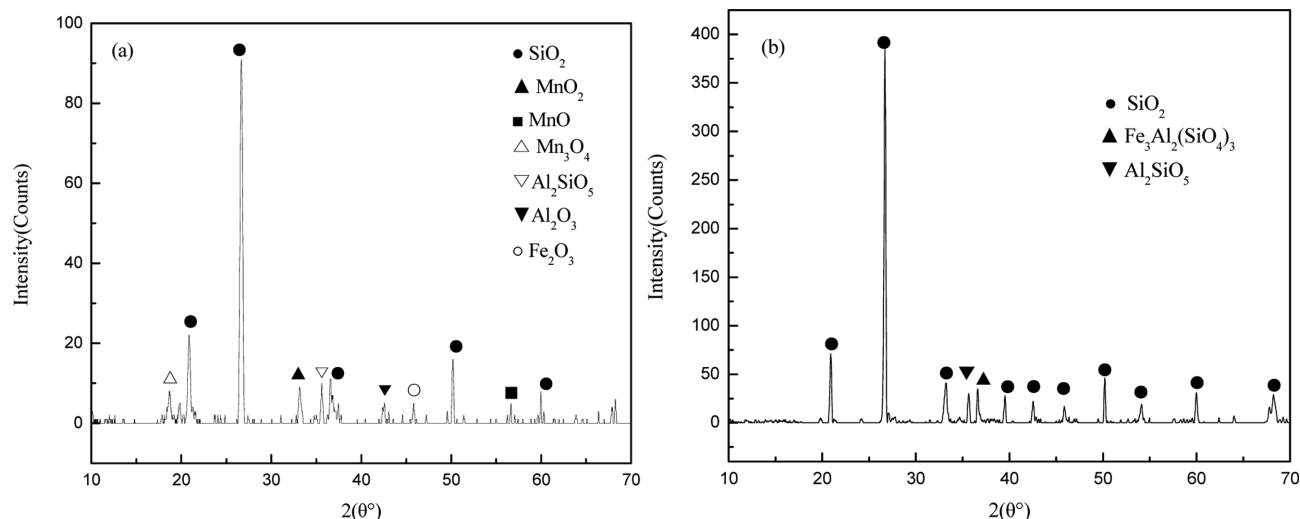 (a)
SiO2
MnO2
MnO
Mn3O4
Al2SiO5
Al2O3
Fe2O3
100
80
60
40
20
0
Intensity(Counts)
10 20 30 40 50 60 70
2(θ°)
(b)
SiO2
Fe3Al2(SiO4)3
Al2SiO5
400
350
300
250
200
150
100
50
0
Intensity(Counts)
10 20 30 40 50 60 70
2(θ°)